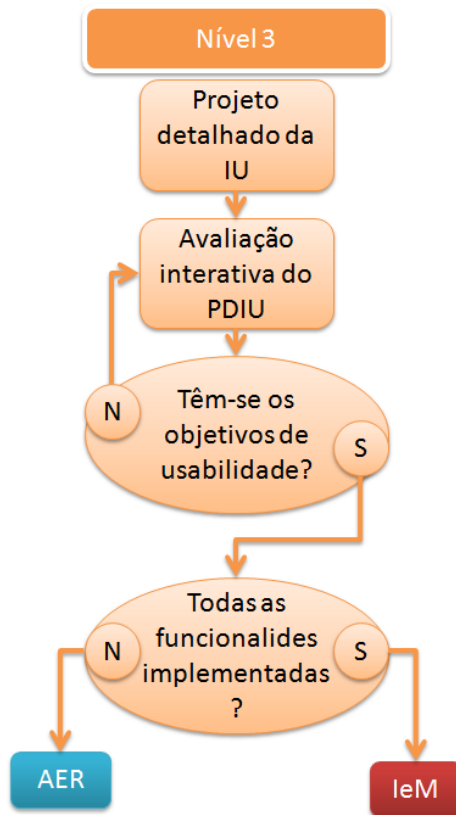 Nível 3
Projeto
detalhado da
IU
Avaliação
interativa do
PDIU
N
Têm-se os
objetivos de
usabilidade?
S
Todas as
funcionalides
implementadas
?
N
S
AER
IeM